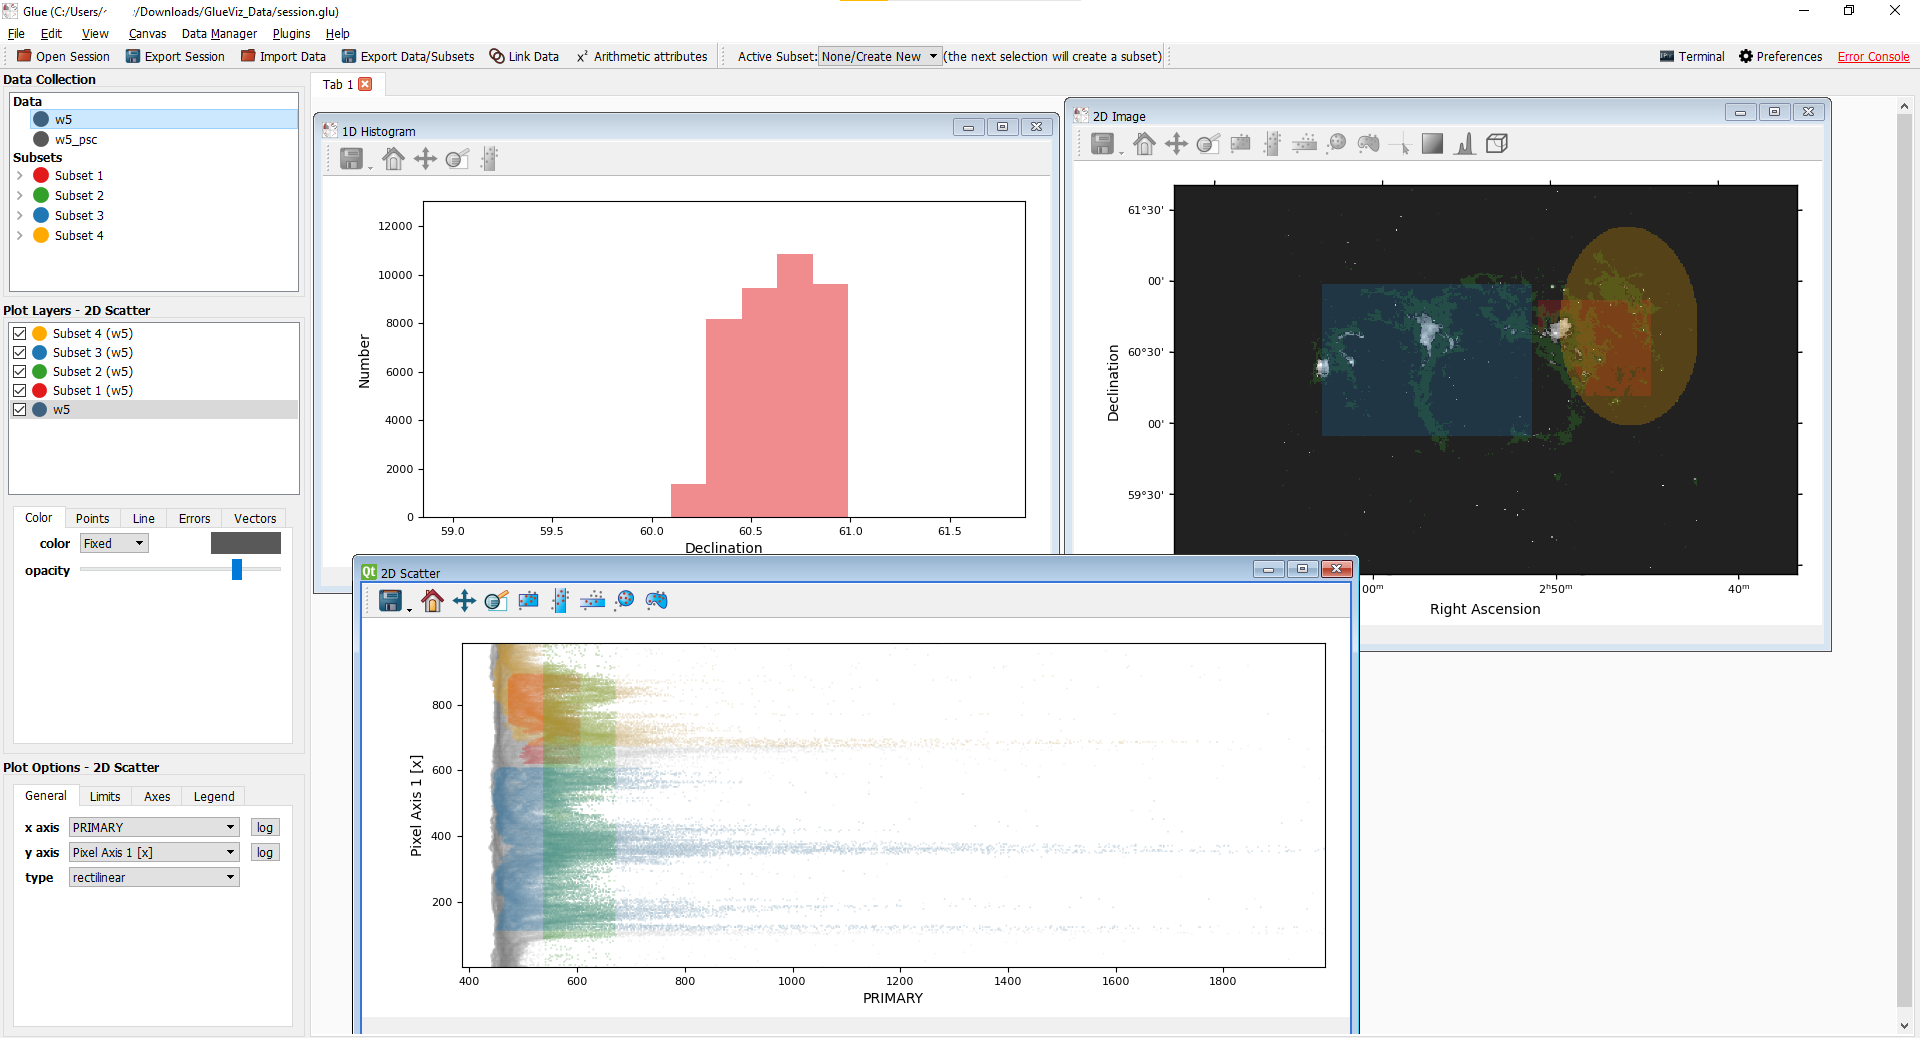 Glue (C:/Users/ :/Downloads/GlueViz_Data/session.glu)
File Edit View Canvas Data Manager Plugins Help
Open Session Export Session Import Data Export Data/Subsets Link Data x² Arithmetic attributes Active Subset: None/Create New (the next selection will create a subset) Terminal Preferences Error Console
Data Collection
Data
w5
w5_psc
Subsets
Subset 1
Subset 2
Subset 3
Subset 4
Plot Layers - 2D Scatter
Subset 4 (w5)
Subset 3 (w5)
Subset 2 (w5)
Subset 1 (w5)
w5
Color Points Line Errors Vectors
color Fixed
opacity
Plot Options - 2D Scatter
General Limits Axes Legend
x axis PRIMARY log
y axis Pixel Axis 1 [x] log
type rectilinear
Tab 1
1D Histogram
12000
10000
8000
6000
4000
2000
0
Number
59.0 59.5 60.0 60.5 61.0 61.5
Declination
2D Image
61°30'
00'
60°30'
00'
59°30'
Declination
00ᵐ 2ʰ50ᵐ 40ᵐ
Right Ascension
Qt 2D Scatter
800
600
400
200
Pixel Axis 1 [x]
400 600 800 1000 1200 1400 1600 1800
PRIMARY